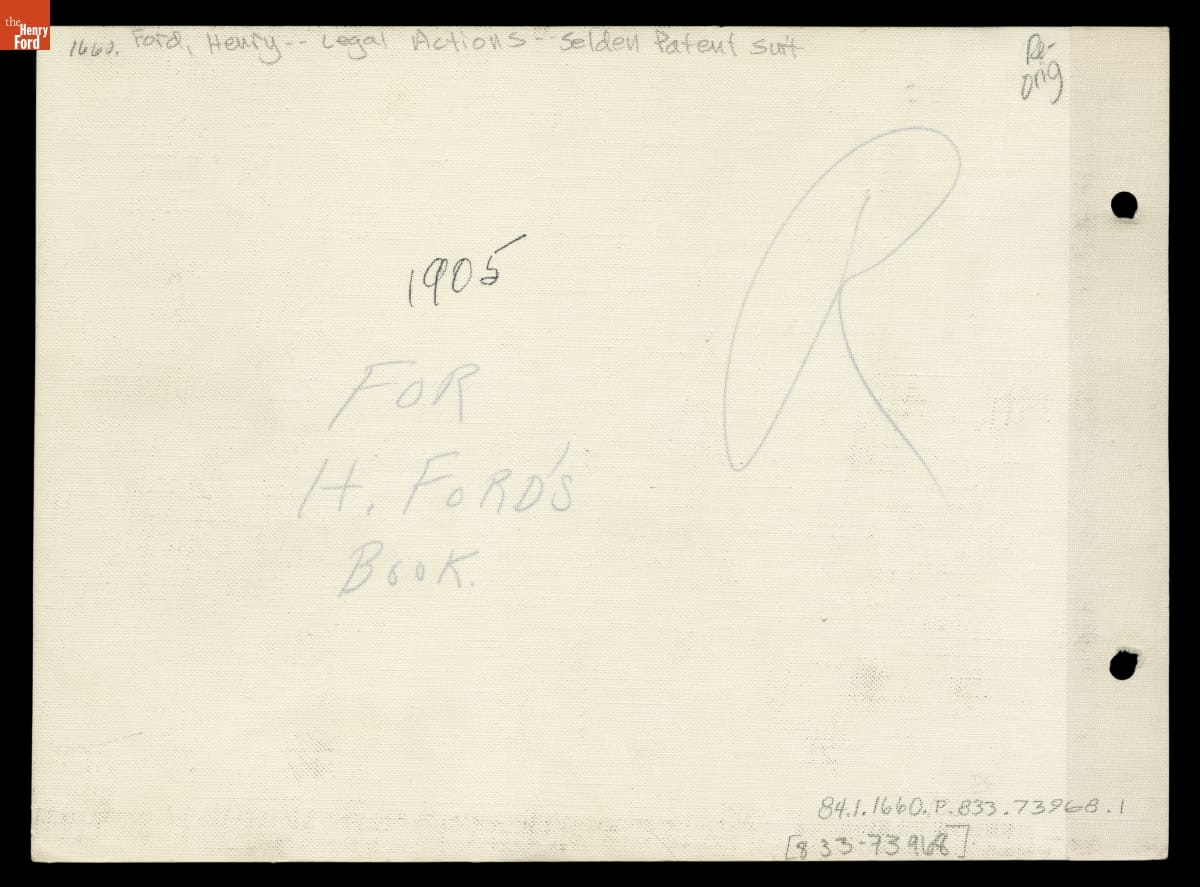 the
Henry
Ford
1660. Ford, Henry-- Legal Actions--Selden Patent suit
Re-
orig
R
1905
FOR
H. FORD'S
BOOK.
84.1.1660.P.833.73968.1
[833-73968]